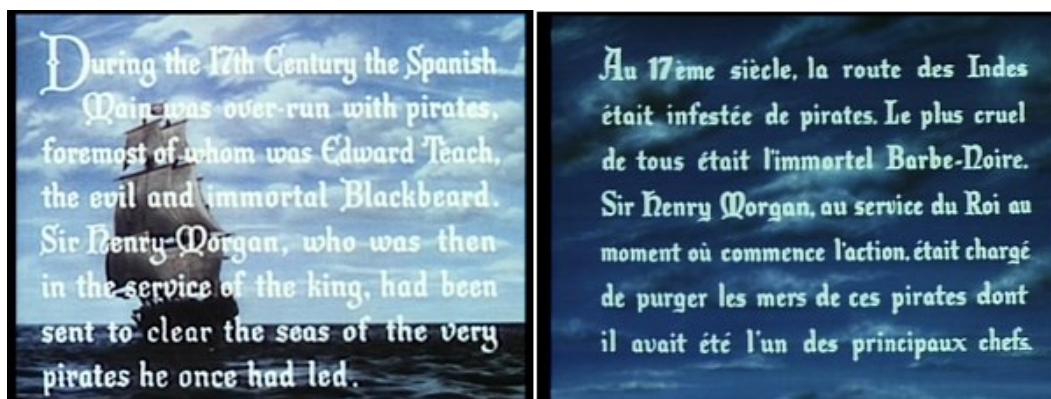 During the 17th Century the Spanish
Main was over-run with pirates,
foremost of whom was Edward Teach,
the evil and immortal Blackbeard.
Sir Henry Morgan, who was then
in the service of the king, had been
sent to clear the seas of the very
pirates he once had led.
Au 17ème siècle, la route des Indes
était infestée de pirates. Le plus cruel
de tous était l'immortel Barbe-Noire.
Sir Henry Morgan, au service du Roi au
moment où commence l'action, était chargé
de purger les mers de ces pirates dont
il avait été l'un des principaux chefs.